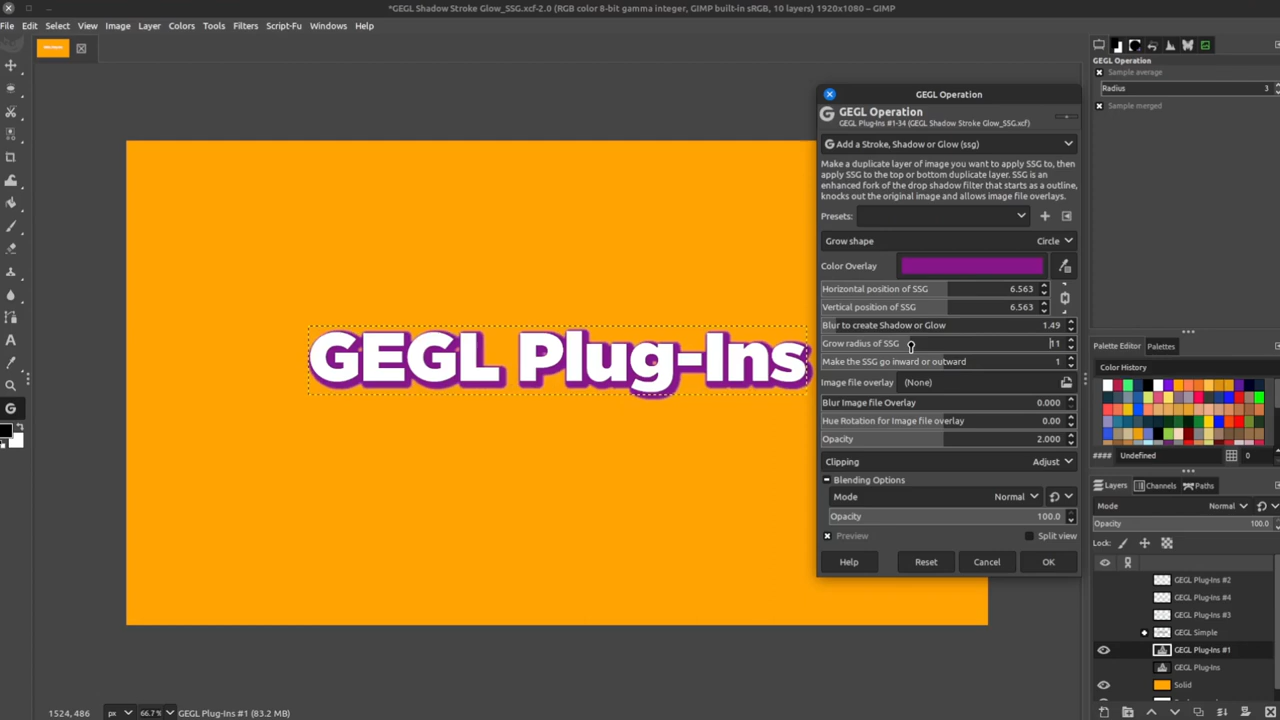 *GEGL Shadow Stroke Glow_SSG.xcf-2.0 (RGB color 8-bit gamma integer, GIMP built-in sRGB, 10 layers) 1920x1080 – GIMP
File Edit Select View Image Layer Colors Tools Filters Script-Fu Windows Help
GEGL Operation
Sample average
Radius 3
Sample merged
GEGL Operation
GEGL Operation
GEGL Plug-Ins #1-34 (GEGL Shadow Stroke Glow_SSG.xcf)
Add a Stroke, Shadow or Glow (ssg)
Make a duplicate layer of image you want to apply SSG to, then
apply SSG to the top or bottom duplicate layer. SSG is an
enhanced fork of the drop shadow filter that starts as a outline,
knocks out the original image and allows image file overlays.
Presets:
Grow shape Circle
Color Overlay
Horizontal position of SSG 6.563
Vertical position of SSG 6.563
Blur to create Shadow or Glow 1.49
Grow radius of SSG 11
Make the SSG go inward or outward 1
Image file overlay (None)
Blur Image file Overlay 0.000
Hue Rotation for Image file overlay 0.00
Opacity 2.000
Clipping Adjust
Blending Options
Mode Normal
Opacity 100.0
Preview Split view
Help Reset Cancel OK
GEGL Plug-Ins
Palette Editor Palettes
Color History
#### Undefined 0
Layers Channels Paths
Mode Normal
Opacity 100.0
Lock:
GEGL Plug-Ins #2
GEGL Plug-Ins #4
GEGL Plug-Ins #3
GEGL Simple
GEGL Plug-Ins #1
GEGL Plug-Ins
Solid
1524, 486 px 66.7% GEGL Plug-Ins #1 (83.2 MB)